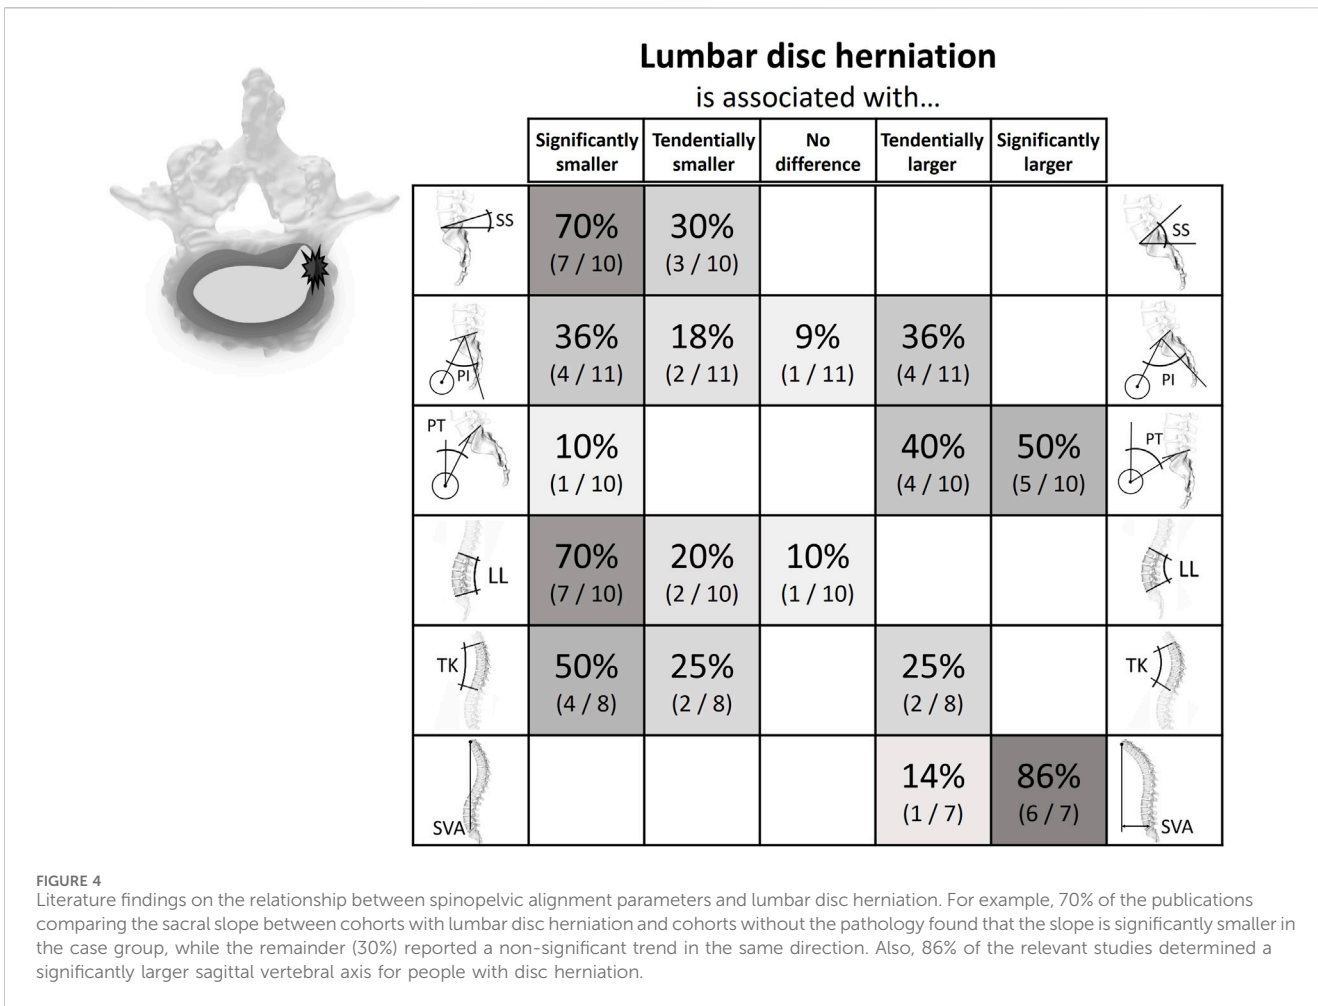 Lumbar disc herniation
is associated with...
Significantly smaller
Tendentially smaller
No difference
Tendentially larger
Significantly larger
SS
70%
(7 / 10)
30%
(3 / 10)
SS
PI
36%
(4 / 11)
18%
(2 / 11)
9%
(1 / 11)
36%
(4 / 11)
PI
PT
10%
(1 / 10)
40%
(4 / 10)
50%
(5 / 10)
PT
LL
70%
(7 / 10)
20%
(2 / 10)
10%
(1 / 10)
LL
TK
50%
(4 / 8)
25%
(2 / 8)
25%
(2 / 8)
TK
SVA
14%
(1 / 7)
86%
(6 / 7)
SVA
FIGURE 4
Literature findings on the relationship between spinopelvic alignment parameters and lumbar disc herniation. For example, 70% of the publications
comparing the sacral slope between cohorts with lumbar disc herniation and cohorts without the pathology found that the slope is significantly smaller in
the case group, while the remainder (30%) reported a non-significant trend in the same direction. Also, 86% of the relevant studies determined a
significantly larger sagittal vertebral axis for people with disc herniation.